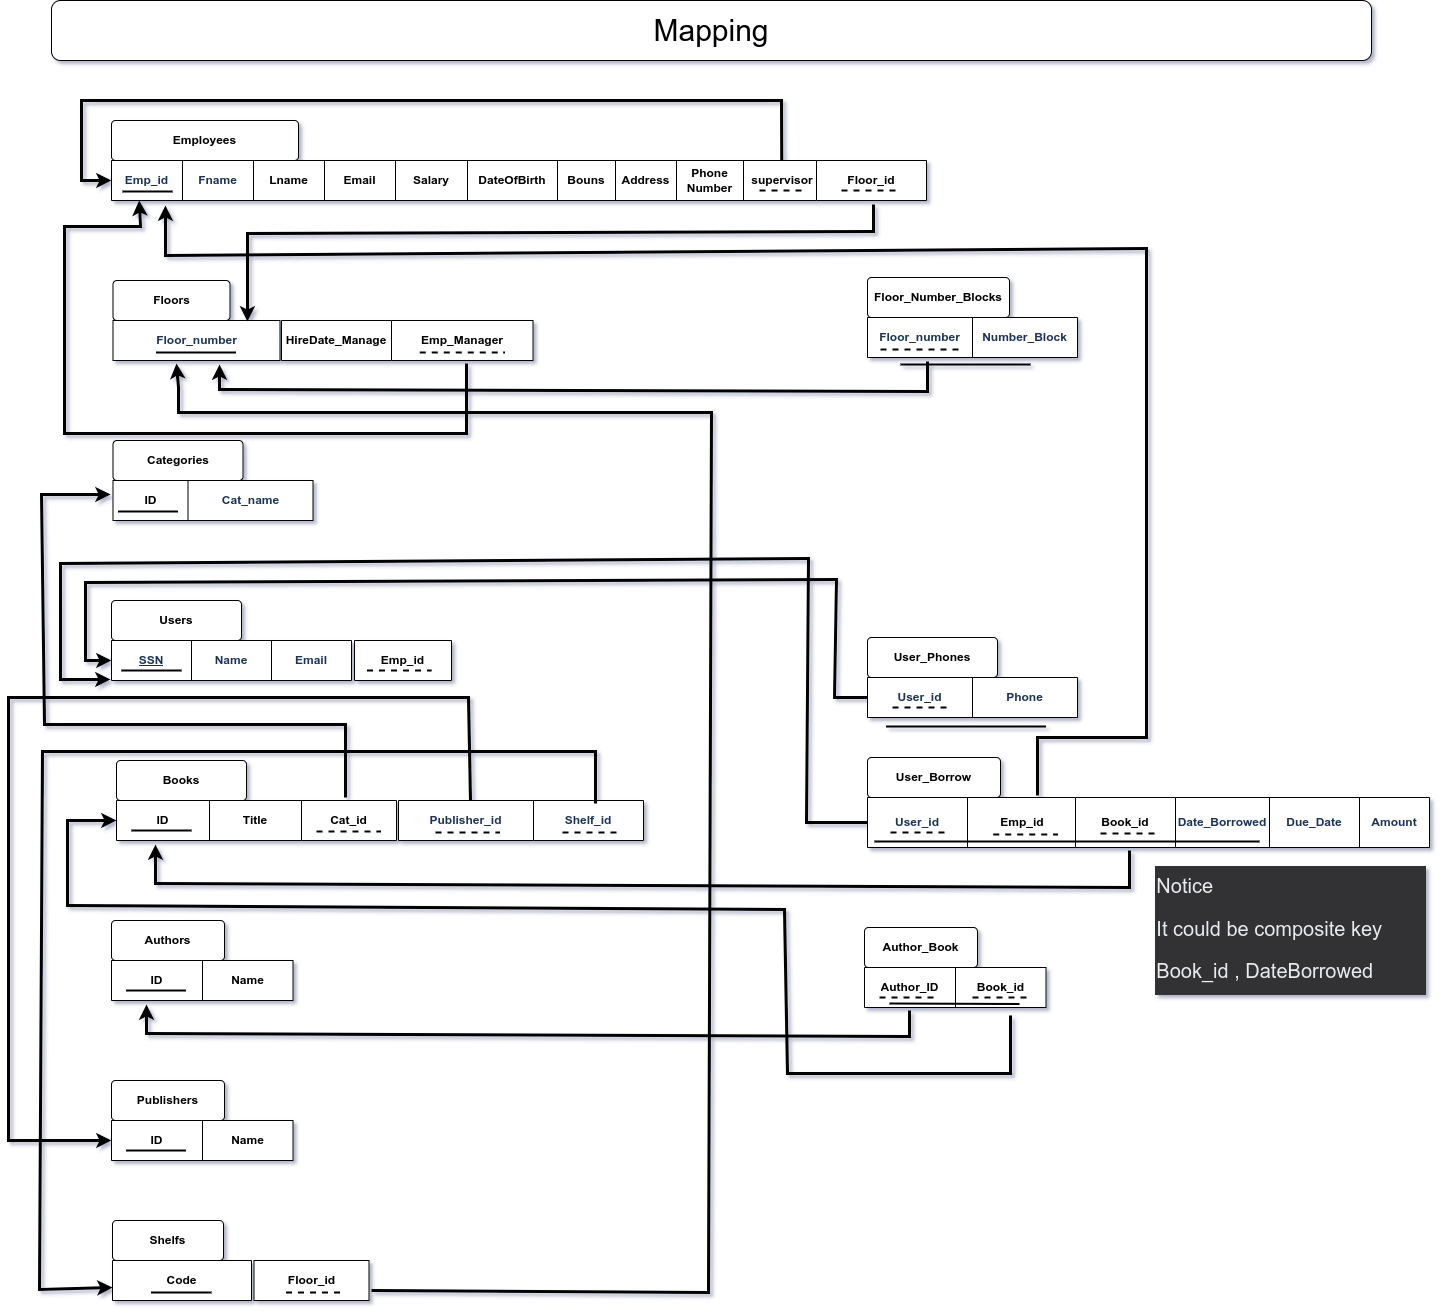 Mapping
Employees
Emp_id Fname Lname Email Salary DateOfBirth Bouns Address Phone Number supervisor Floor_id
Floors
Floor_number HireDate_Manage Emp_Manager
Floor_Number_Blocks
Floor_number Number_Block
Categories
ID Cat_name
Users
SSN Name Email Emp_id
User_Phones
User_id Phone
Books
ID Title Cat_id Publisher_id Shelf_id
User_Borrow
User_id Emp_id Book_id Date_Borrowed Due_Date Amount
Notice
It could be composite key
Book_id , DateBorrowed
Authors
ID Name
Author_Book
Author_ID Book_id
Publishers
ID Name
Shelfs
Code Floor_id